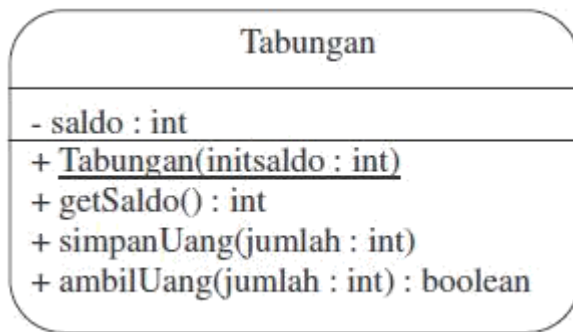 Tabungan
- saldo : int
+ Tabungan(initsaldo : int)
+ getSaldo() : int
+ simpanUang(jumlah : int)
+ ambilUang(jumlah : int) : boolean